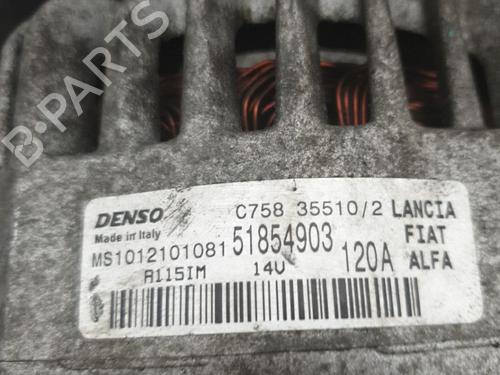 B-PARTS
DENSO C758 35510/2 LANCIA
Made in Italy 51854903 FIAT
MS1012101081 120A ALFA
A115IM 14V